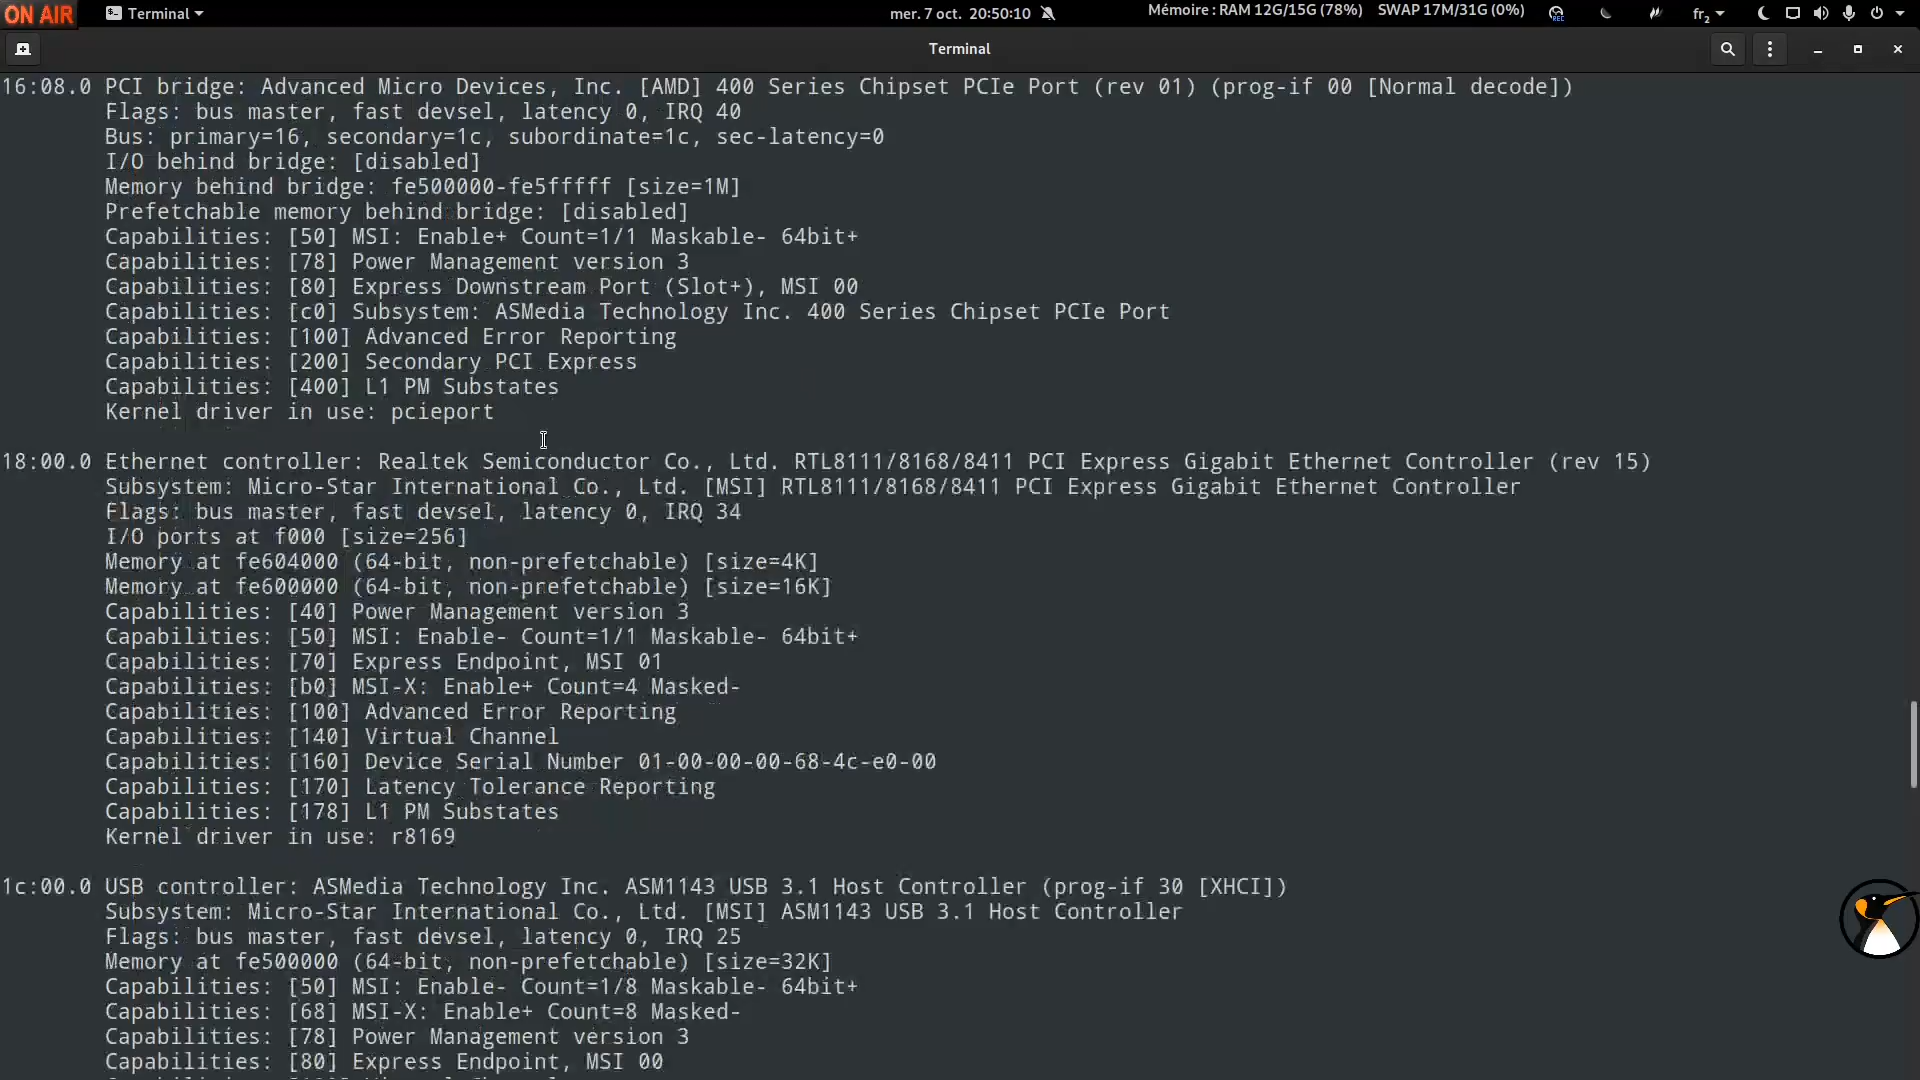 ON AIR Terminal mer. 7 oct. 20:50:10 Mémoire : RAM 12G/15G (78%) SWAP 17M/31G (0%) REC fr₂
Terminal
16:08.0 PCI bridge: Advanced Micro Devices, Inc. [AMD] 400 Series Chipset PCIe Port (rev 01) (prog-if 00 [Normal decode])
Flags: bus master, fast devsel, latency 0, IRQ 40
Bus: primary=16, secondary=1c, subordinate=1c, sec-latency=0
I/O behind bridge: [disabled]
Memory behind bridge: fe500000-fe5fffff [size=1M]
Prefetchable memory behind bridge: [disabled]
Capabilities: [50] MSI: Enable+ Count=1/1 Maskable- 64bit+
Capabilities: [78] Power Management version 3
Capabilities: [80] Express Downstream Port (Slot+), MSI 00
Capabilities: [c0] Subsystem: ASMedia Technology Inc. 400 Series Chipset PCIe Port
Capabilities: [100] Advanced Error Reporting
Capabilities: [200] Secondary PCI Express
Capabilities: [400] L1 PM Substates
Kernel driver in use: pcieport
18:00.0 Ethernet controller: Realtek Semiconductor Co., Ltd. RTL8111/8168/8411 PCI Express Gigabit Ethernet Controller (rev 15)
Subsystem: Micro-Star International Co., Ltd. [MSI] RTL8111/8168/8411 PCI Express Gigabit Ethernet Controller
Flags: bus master, fast devsel, latency 0, IRQ 34
I/O ports at f000 [size=256]
Memory at fe604000 (64-bit, non-prefetchable) [size=4K]
Memory at fe600000 (64-bit, non-prefetchable) [size=16K]
Capabilities: [40] Power Management version 3
Capabilities: [50] MSI: Enable- Count=1/1 Maskable- 64bit+
Capabilities: [70] Express Endpoint, MSI 01
Capabilities: [b0] MSI-X: Enable+ Count=4 Masked-
Capabilities: [100] Advanced Error Reporting
Capabilities: [140] Virtual Channel
Capabilities: [160] Device Serial Number 01-00-00-00-68-4c-e0-00
Capabilities: [170] Latency Tolerance Reporting
Capabilities: [178] L1 PM Substates
Kernel driver in use: r8169
1c:00.0 USB controller: ASMedia Technology Inc. ASM1143 USB 3.1 Host Controller (prog-if 30 [XHCI])
Subsystem: Micro-Star International Co., Ltd. [MSI] ASM1143 USB 3.1 Host Controller
Flags: bus master, fast devsel, latency 0, IRQ 25
Memory at fe500000 (64-bit, non-prefetchable) [size=32K]
Capabilities: [50] MSI: Enable- Count=1/8 Maskable- 64bit+
Capabilities: [68] MSI-X: Enable+ Count=8 Masked-
Capabilities: [78] Power Management version 3
Capabilities: [80] Express Endpoint, MSI 00